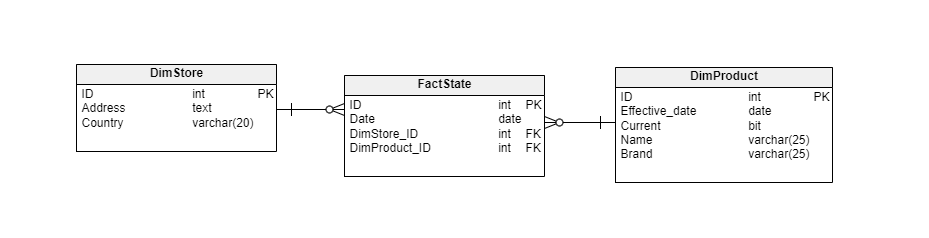 DimStore
ID int PK
Address text
Country varchar(20)
FactState
ID int PK
Date date
DimStore_ID int FK
DimProduct_ID int FK
DimProduct
ID int PK
Effective_date date
Current bit
Name varchar(25)
Brand varchar(25)